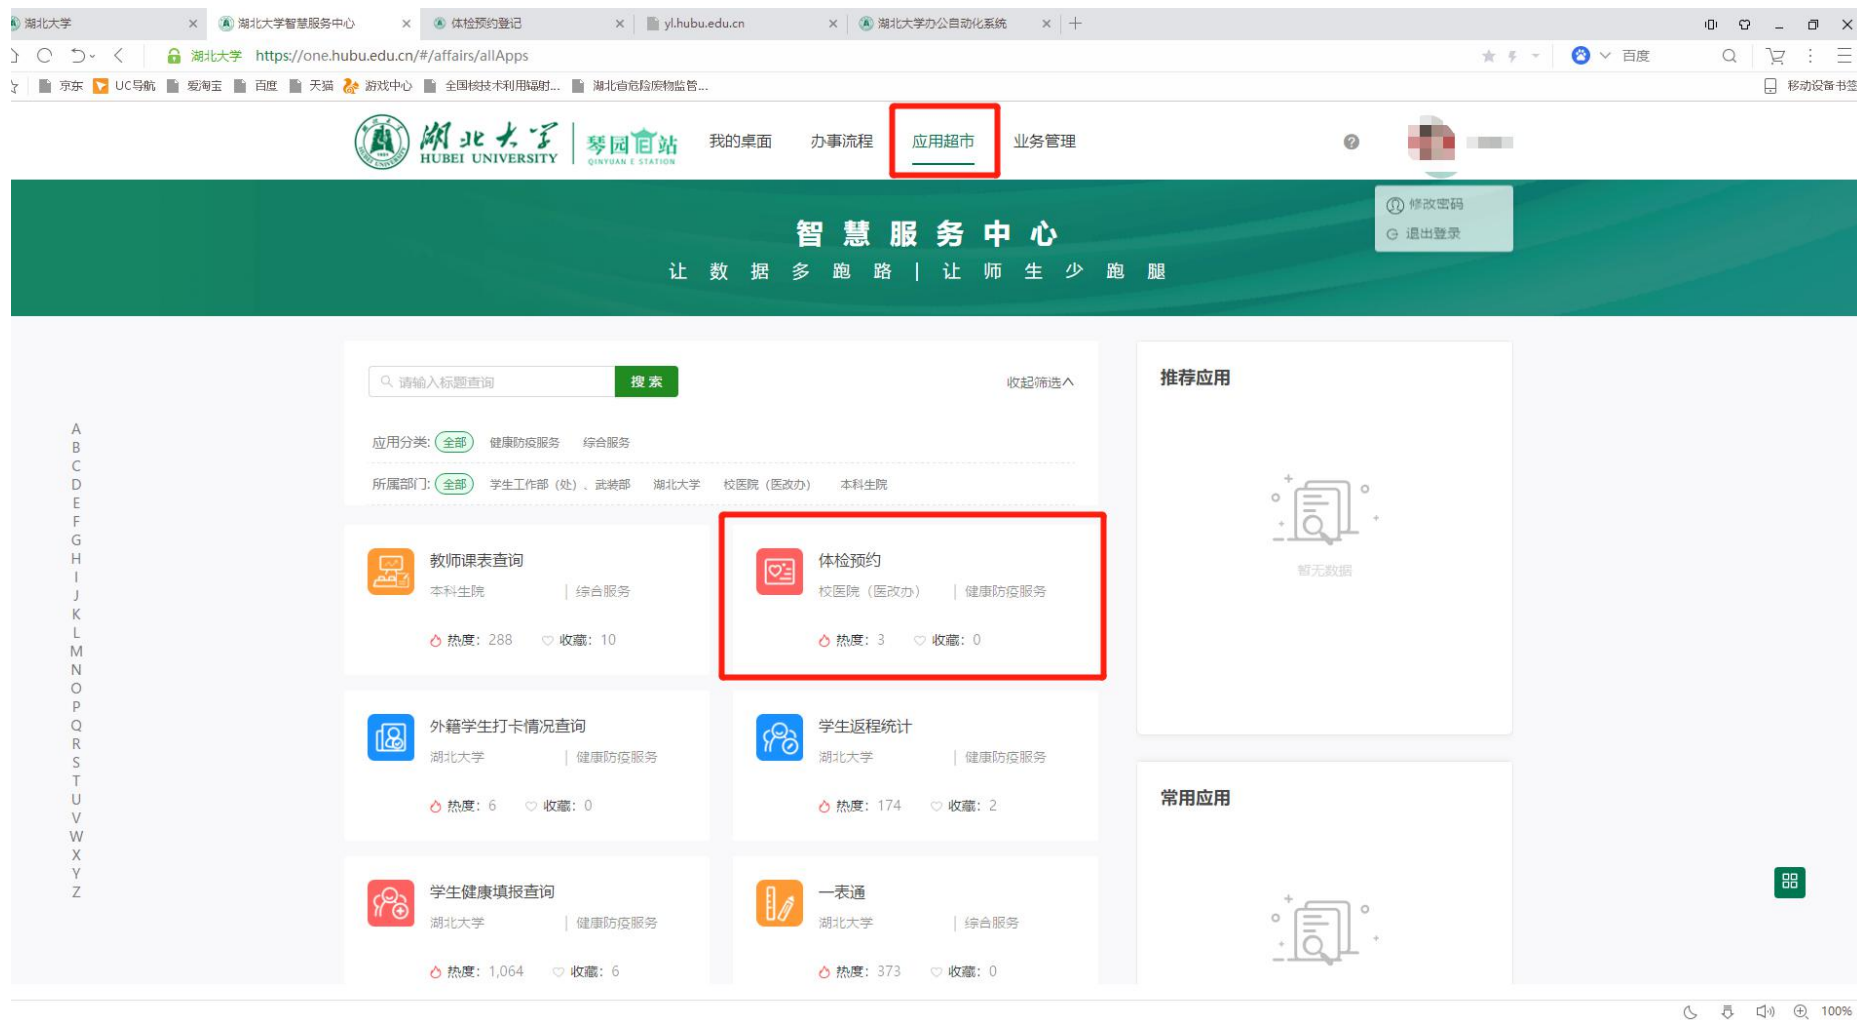 湖北大学 × 湖北大学智慧服务中心 × 体检预约登记 × yl.hubu.edu.cn × 湖北大学办公自动化系统 ×
湖北大学 https://one.hubu.edu.cn/#/affairs/allApps 百度
京东 UC导航 爱淘宝 百度 天猫 游戏中心 全国核技术利用辐射... 湖北省危险废物监管... 移动设备书签
湖北大学 HUBEI UNIVERSITY 琴园e站 QINYUAN E STATION 我的桌面 办事流程 应用超市 业务管理
修改密码
退出登录
智慧服务中心
让数据多跑路|让师生少跑腿
请输入标题查询 搜索 收起筛选
应用分类: 全部 健康防疫服务 综合服务
所属部门: 全部 学生工作部（处）、武装部 湖北大学 校医院（医改办） 本科生院
A
B
C
D
E
F
G
H
I
J
K
L
M
N
O
P
Q
R
S
T
U
V
W
X
Y
Z
教师课表查询
本科生院 | 综合服务
热度: 288 收藏: 10
体检预约
校医院（医改办） | 健康防疫服务
热度: 3 收藏: 0
外籍学生打卡情况查询
湖北大学 | 健康防疫服务
热度: 6 收藏: 0
学生返程统计
湖北大学 | 健康防疫服务
热度: 174 收藏: 2
学生健康填报查询
湖北大学 | 健康防疫服务
热度: 1,064 收藏: 6
一表通
湖北大学 | 综合服务
热度: 373 收藏: 0
推荐应用
暂无数据
常用应用
100%